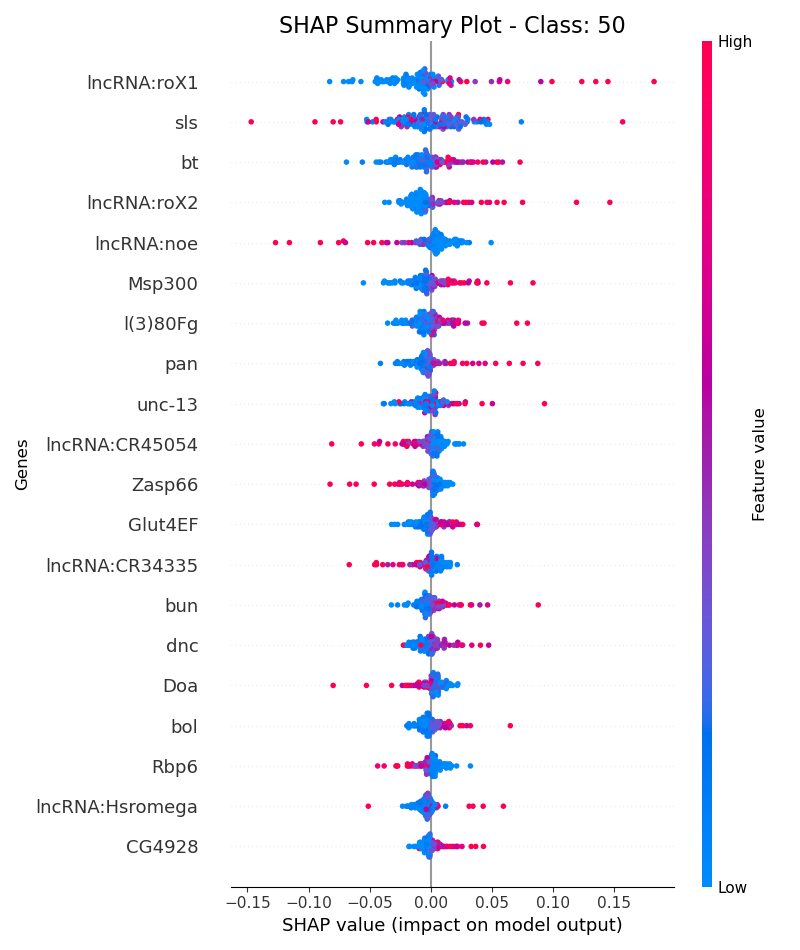 SHAP Summary Plot - Class: 50
High
lncRNA:roX1
sls
bt
lncRNA:roX2
lncRNA:noe
Msp300
l(3)80Fg
pan
unc-13
lncRNA:CR45054
Zasp66
Glut4EF
lncRNA:CR34335
bun
dnc
Doa
bol
Rbp6
lncRNA:Hsromega
CG4928
Genes
Feature value
Low
−0.15 −0.10 −0.05 0.00 0.05 0.10 0.15
SHAP value (impact on model output)